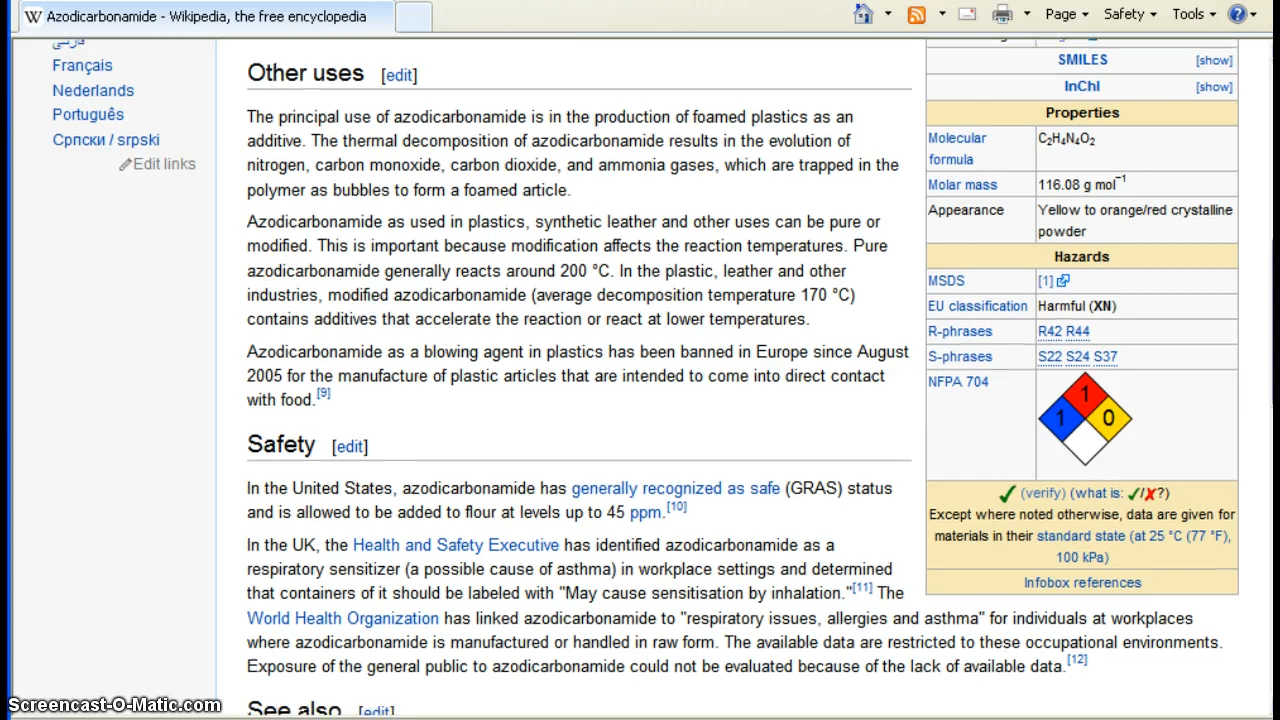 Azodicarbonamide - Wikipedia, the free encyclopedia
Page
Safety
Tools
فارسی
Français
Nederlands
Português
Српски / srpski
Edit links
Other uses [edit]
The principal use of azodicarbonamide is in the production of foamed plastics as an
additive. The thermal decomposition of azodicarbonamide results in the evolution of
nitrogen, carbon monoxide, carbon dioxide, and ammonia gases, which are trapped in the
polymer as bubbles to form a foamed article.
Azodicarbonamide as used in plastics, synthetic leather and other uses can be pure or
modified. This is important because modification affects the reaction temperatures. Pure
azodicarbonamide generally reacts around 200 °C. In the plastic, leather and other
industries, modified azodicarbonamide (average decomposition temperature 170 °C)
contains additives that accelerate the reaction or react at lower temperatures.
Azodicarbonamide as a blowing agent in plastics has been banned in Europe since August
2005 for the manufacture of plastic articles that are intended to come into direct contact
with food.[9]
Safety [edit]
In the United States, azodicarbonamide has generally recognized as safe (GRAS) status
and is allowed to be added to flour at levels up to 45 ppm.[10]
In the UK, the Health and Safety Executive has identified azodicarbonamide as a
respiratory sensitizer (a possible cause of asthma) in workplace settings and determined
that containers of it should be labeled with "May cause sensitisation by inhalation."[11] The
World Health Organization has linked azodicarbonamide to "respiratory issues, allergies and asthma" for individuals at workplaces
where azodicarbonamide is manufactured or handled in raw form. The available data are restricted to these occupational environments.
Exposure of the general public to azodicarbonamide could not be evaluated because of the lack of available data.[12]
See also [edit]
SMILES [show]
InChI [show]
Properties
Molecular formula C2H4N4O2
Molar mass 116.08 g mol−1
Appearance Yellow to orange/red crystalline
powder
Hazards
MSDS [1]
EU classification Harmful (XN)
R-phrases R42 R44
S-phrases S22 S24 S37
NFPA 704
1
1 0
✓ (verify) (what is: ✓/✗?)
Except where noted otherwise, data are given for
materials in their standard state (at 25 °C (77 °F),
100 kPa)
Infobox references
Screencast-O-Matic.com